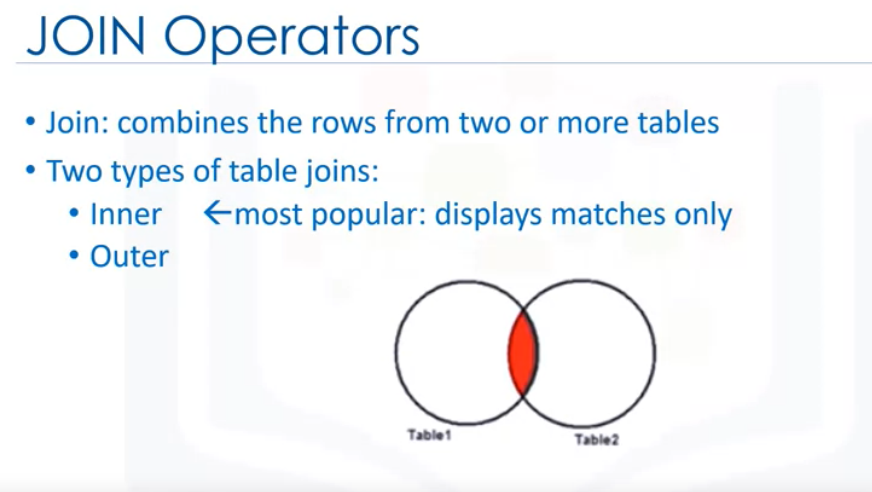 JOIN Operators
• Join: combines the rows from two or more tables
• Two types of table joins:
• Inner ←most popular: displays matches only
• Outer
Table1
Table2